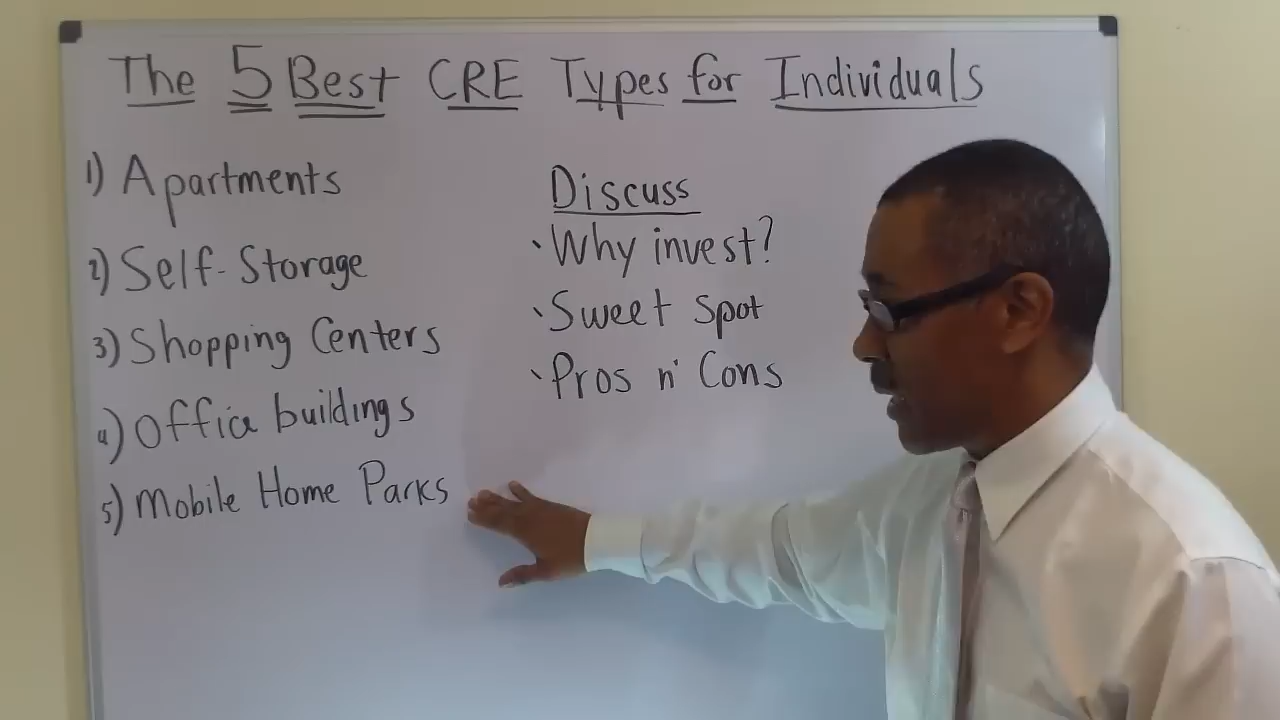 The 5 Best CRE Types for Individuals
1) Apartments
2) Self-Storage
3) Shopping Centers
4) Office buildings
5) Mobile Home Parks
Discuss
· Why invest?
· Sweet Spot
· Pros n' Cons